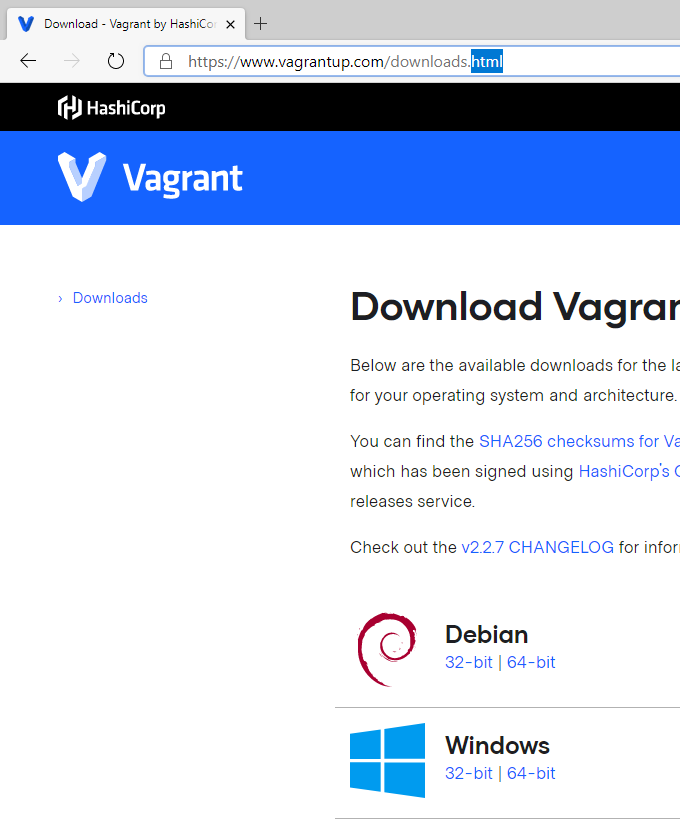 Download - Vagrant by HashiCor
https://www.vagrantup.com/downloads.html
HashiCorp
Vagrant
› Downloads
Download Vagran
Below are the available downloads for the la
for your operating system and architecture.
You can find the SHA256 checksums for Va
which has been signed using HashiCorp's G
releases service.
Check out the v2.2.7 CHANGELOG for infor
Debian
32-bit | 64-bit
Windows
32-bit | 64-bit